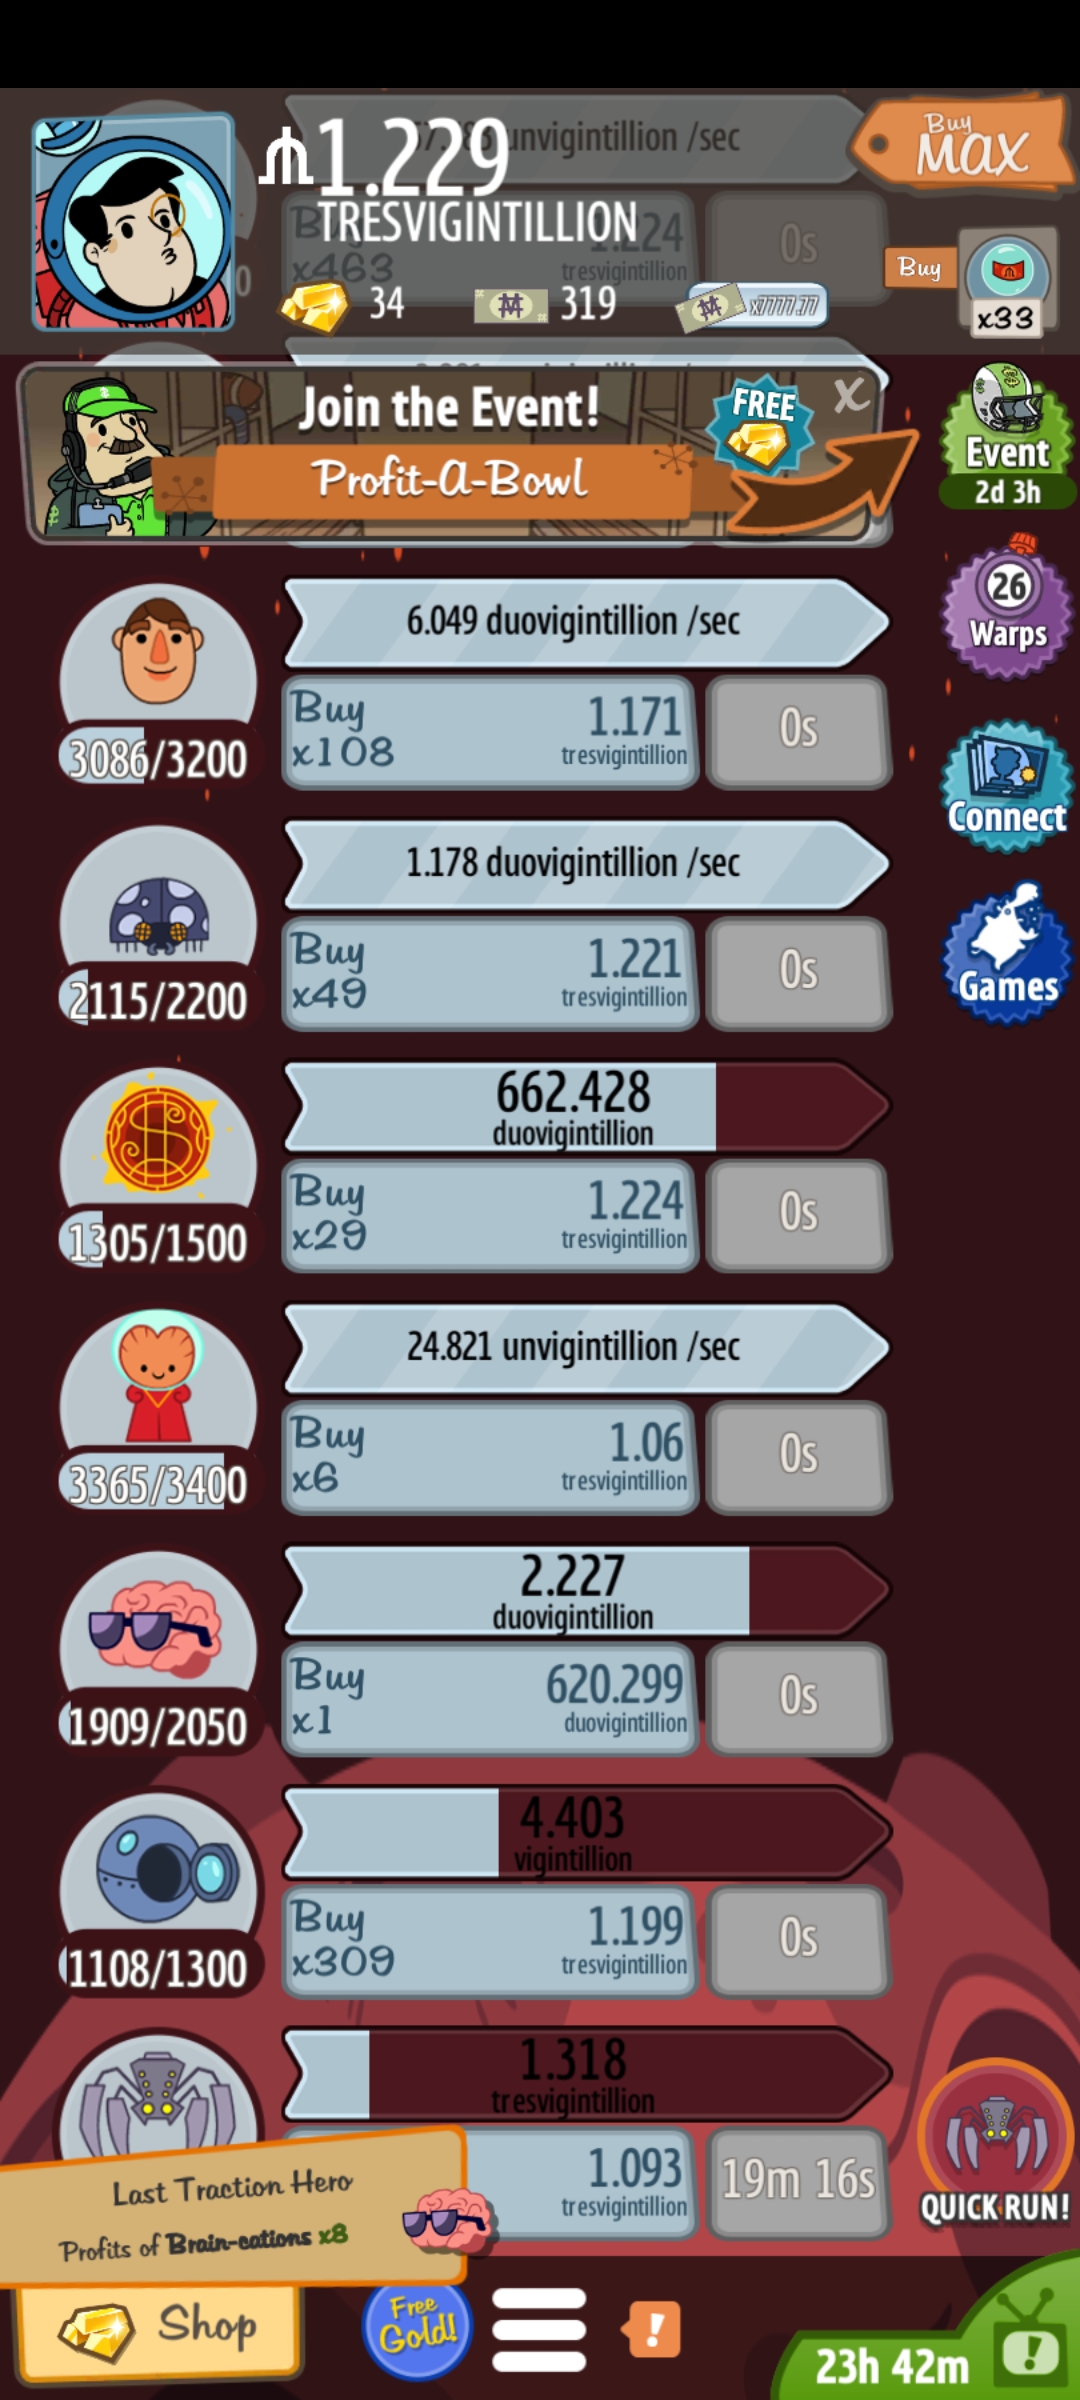 unvigintillion /sec
1.229
TRESVIGINTILLION
Buy
MAX
1.224
x463
tresvigintillion
0s
34
319
x7777.77
Buy
x33
Join the Event!
FREE
X
Profit-A-Bowl
Event
2d 3h
6.049 duovigintillion /sec
26
Warps
Buy
x108
1.171
tresvigintillion
0s
3086/3200
Connect
1.178 duovigintillion /sec
Buy
x49
1.221
tresvigintillion
0s
2115/2200
Games
662.428
duovigintillion
Buy
x29
1.224
tresvigintillion
0s
1305/1500
24.821 unvigintillion /sec
Buy
x6
1.06
tresvigintillion
0s
3365/3400
2.227
duovigintillion
Buy
x1
620.299
duovigintillion
0s
1909/2050
4.403
vigintillion
Buy
x309
1.199
tresvigintillion
0s
1108/1300
1.318
tresvigintillion
1.093
tresvigintillion
19m 16s
QUICK RUN!
Last Traction Hero
Profits of Brain-cations x8
Shop
Free
Gold!
!
23h 42m
!